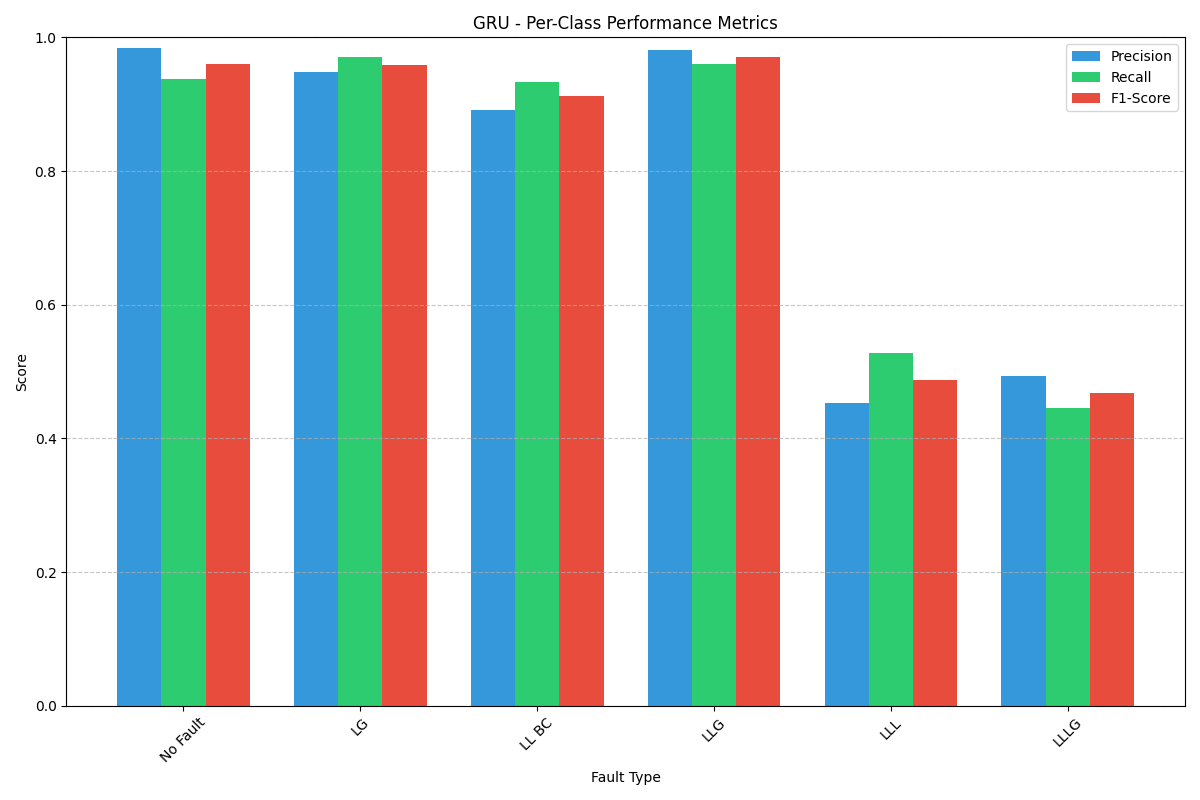 GRU - Per-Class Performance Metrics
Precision
Recall
F1-Score
Score
1.0
0.8
0.6
0.4
0.2
0.0
No Fault
LG
LL BC
LLG
LLL
LLLG
Fault Type